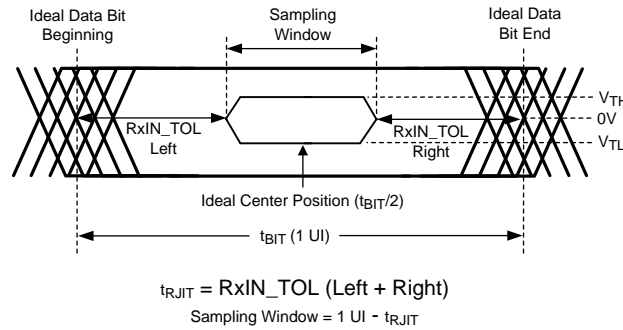 Ideal Data Bit
Beginning
Sampling
Window
Ideal Data
Bit End
RxIN_TOL
Left
RxIN_TOL
Right
VTH
0V
VTL
Ideal Center Position (tBIT/2)
tBIT (1 UI)
tRJIT = RxIN_TOL (Left + Right)
Sampling Window = 1 UI - tRJIT